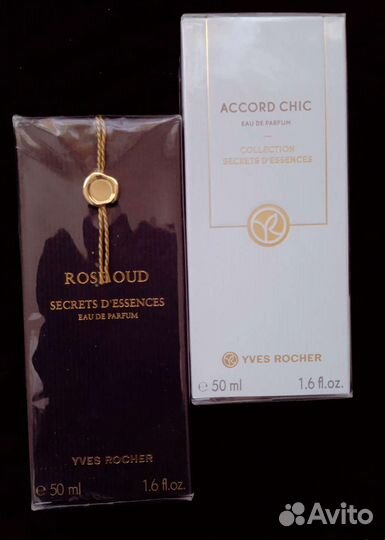 ROSE OUD
SECRETS D'ESSENCES
EAU DE PARFUM
YVES ROCHER
e 50 ml 1.6 fl.oz.
ACCORD CHIC
EAU DE PARFUM
COLLECTION
SECRETS D'ESSENCES
YVES ROCHER
e 50 ml 1.6 fl.oz.
Avito